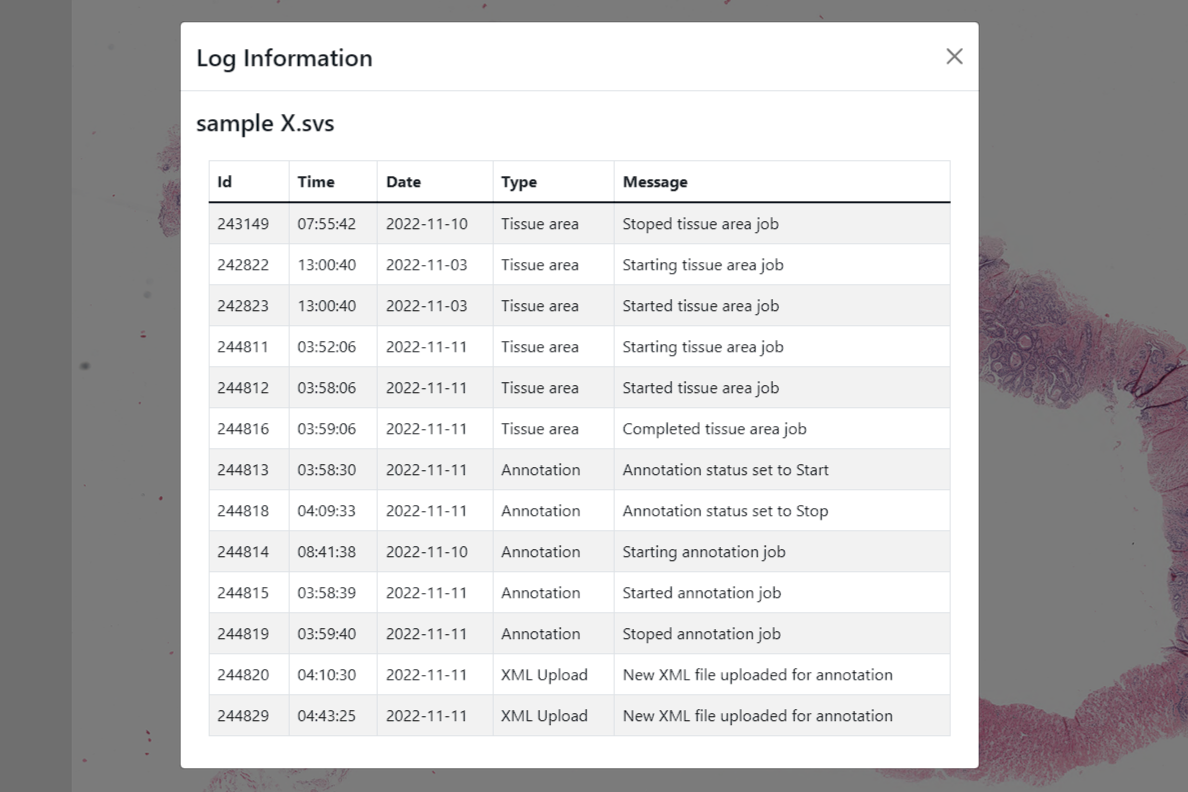 Log Information
sample X.svs
Id Time Date Type Message
243149 07:55:42 2022-11-10 Tissue area Stoped tissue area job
242822 13:00:40 2022-11-03 Tissue area Starting tissue area job
242823 13:00:40 2022-11-03 Tissue area Started tissue area job
244811 03:52:06 2022-11-11 Tissue area Starting tissue area job
244812 03:58:06 2022-11-11 Tissue area Started tissue area job
244816 03:59:06 2022-11-11 Tissue area Completed tissue area job
244813 03:58:30 2022-11-11 Annotation Annotation status set to Start
244818 04:09:33 2022-11-11 Annotation Annotation status set to Stop
244814 08:41:38 2022-11-10 Annotation Starting annotation job
244815 03:58:39 2022-11-11 Annotation Started annotation job
244819 03:59:40 2022-11-11 Annotation Stoped annotation job
244820 04:10:30 2022-11-11 XML Upload New XML file uploaded for annotation
244829 04:43:25 2022-11-11 XML Upload New XML file uploaded for annotation